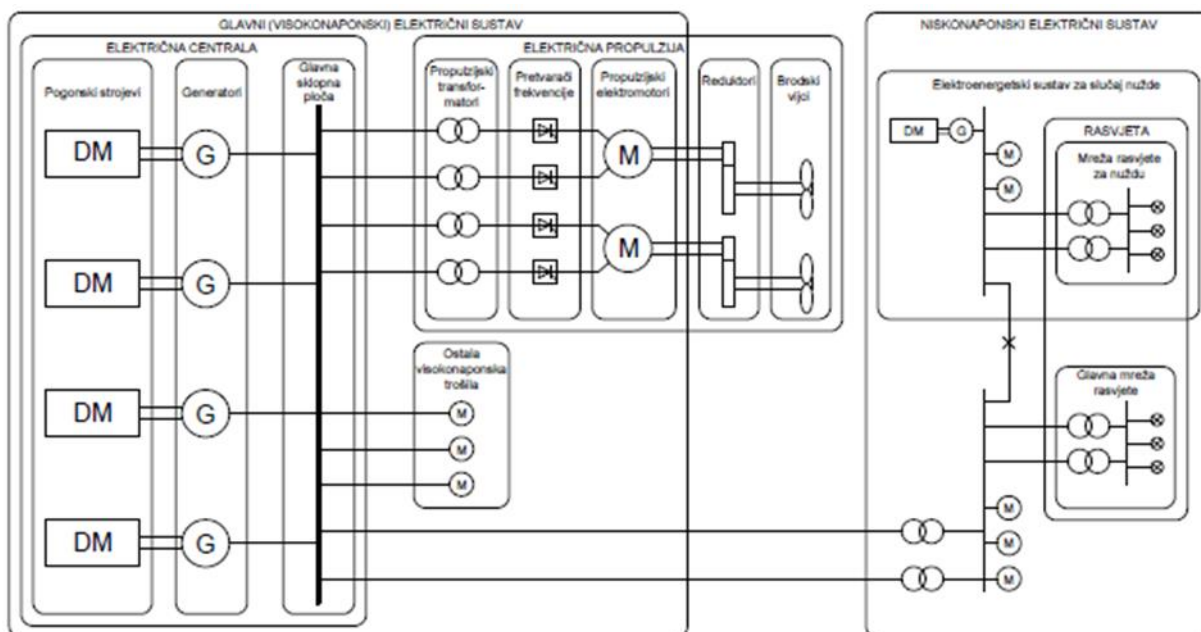 GLAVNI (VISOKONAPONSKI) ELEKTRIČNI SUSTAV
ELEKTRIČNA CENTRALA
Pogonski strojevi
Generatori
Glavna
sklopna
ploča
DM
G
DM
G
DM
G
DM
G
ELEKTRIČNA PROPULZIJA
Propulzijski
transfor-
matori
Pretvarači
frekvencije
Propulzijski
elektromotori
Reduktori
Brodski
vijci
M
M
Ostala
visokonaponska
trošila
M
M
M
NISKONAPONSKI ELEKTRIČNI SUSTAV
Elektroenergetski sustav za slučaj nužde
DM
G
M
M
RASVJETA
Mreža rasvjete
za nuždu
Glavna mreža
rasvjete
M
M
M